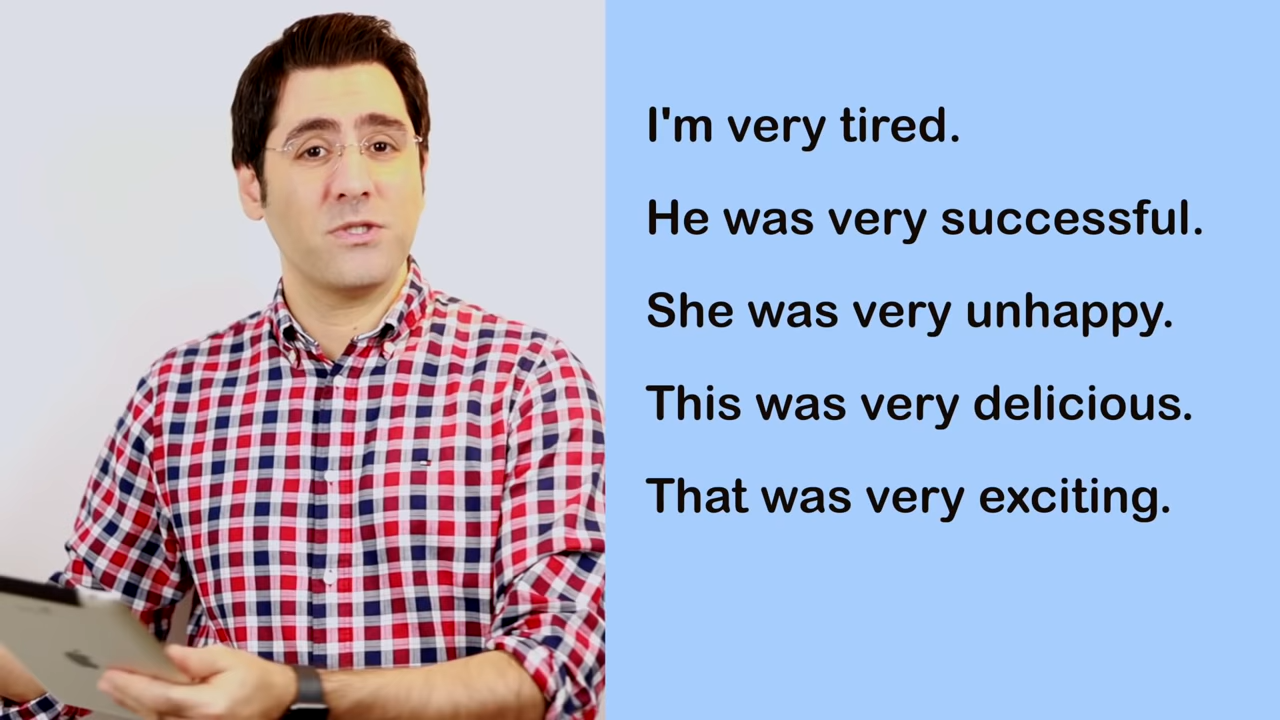 I'm very tired.
He was very successful.
She was very unhappy.
This was very delicious.
That was very exciting.